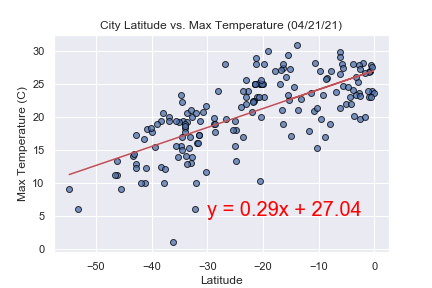 City Latitude vs. Max Temperature (04/21/21)
Max Temperature (C)
30
25
20
15
10
5
0
y = 0.29x + 27.04
−50 −40 −30 −20 −10 0
Latitude